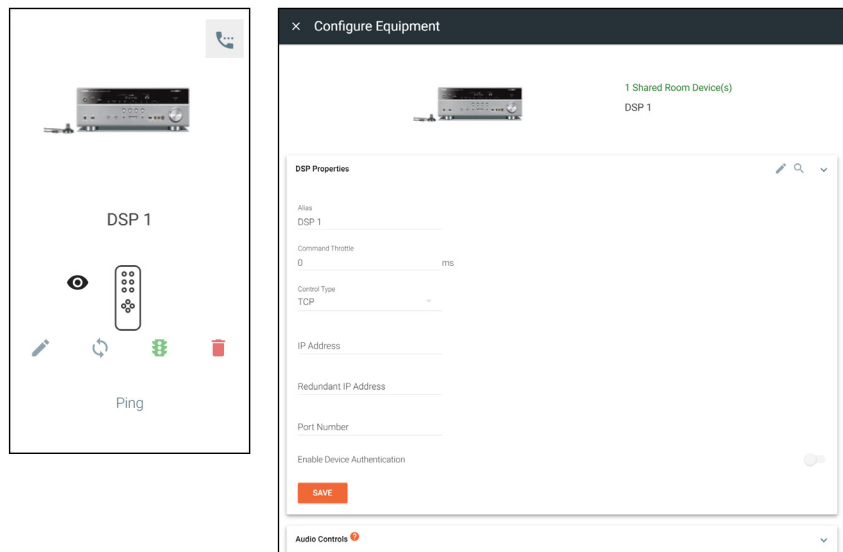 DSP 1
Ping
× Configure Equipment
1 Shared Room Device(s)
DSP 1
DSP Properties
Alias
DSP 1
Command Throttle
0 ms
Control Type
TCP
IP Address
Redundant IP Address
Port Number
Enable Device Authentication
SAVE
Audio Controls ?